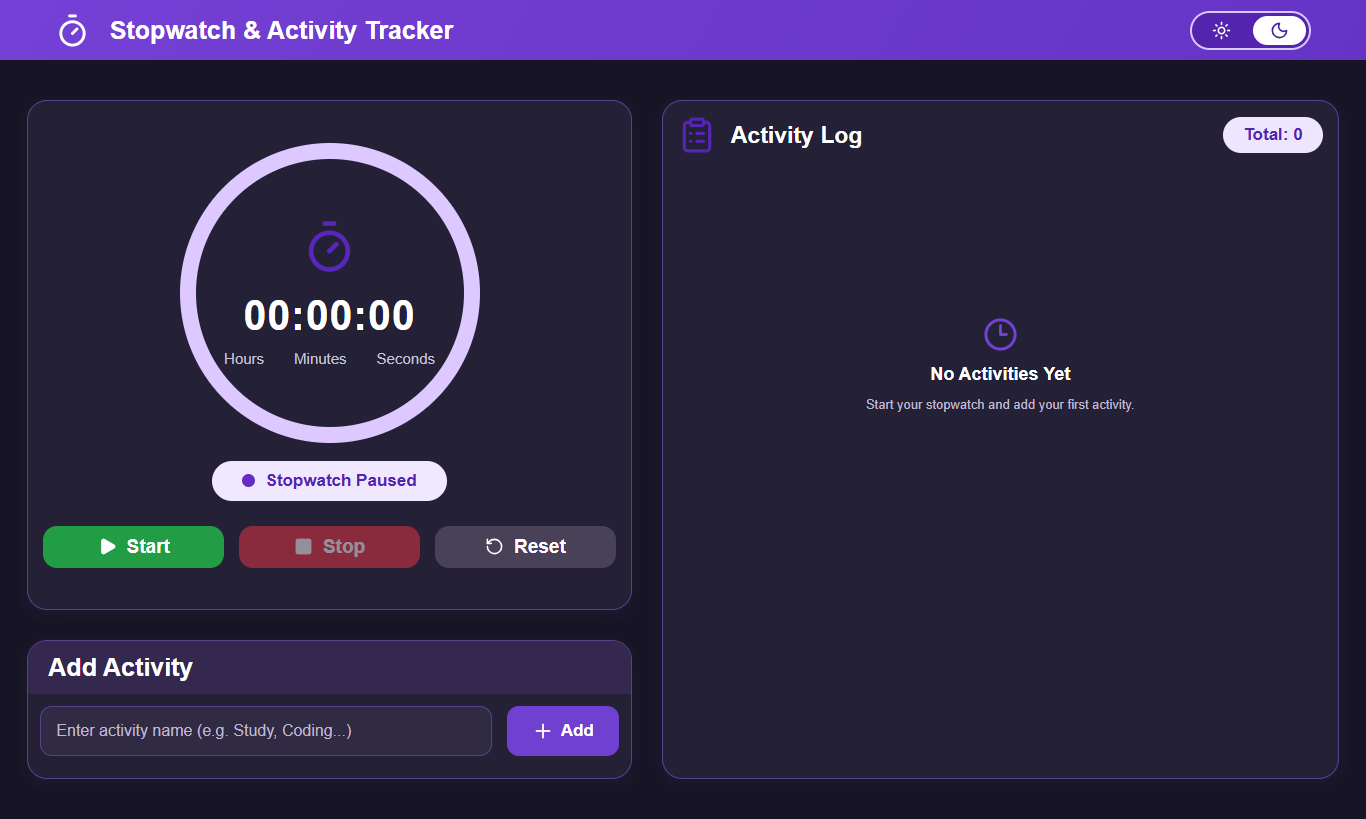 Stopwatch & Activity Tracker
00:00:00
Hours Minutes Seconds
Stopwatch Paused
Start Stop Reset
Add Activity
Enter activity name (e.g. Study, Coding...)
Add
Activity Log
Total: 0
No Activities Yet
Start your stopwatch and add your first activity.